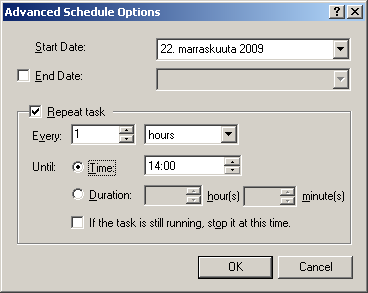 Advanced Schedule Options
Start Date: 22. marraskuuta 2009
End Date:
Repeat task
Every: 1 hours
Until: Time: 14:00
Duration: hour(s) minute(s)
If the task is still running, stop it at this time.
OK Cancel